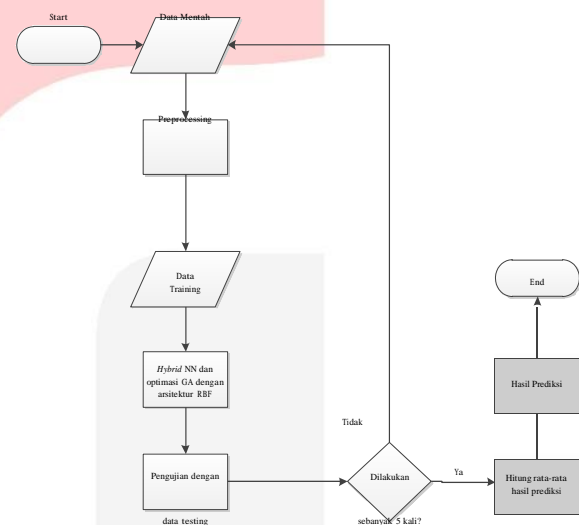 Start
Data Mentah
Preprocessing
Data
Training
Hybrid NN dan
optimasi GA dengan
arsitektur RBF
Pengujian dengan
data testing
Tidak
Dilakukan
sebanyak 5 kali?
Ya
Hitung rata-rata
hasil prediksi
Hasil Prediksi
End